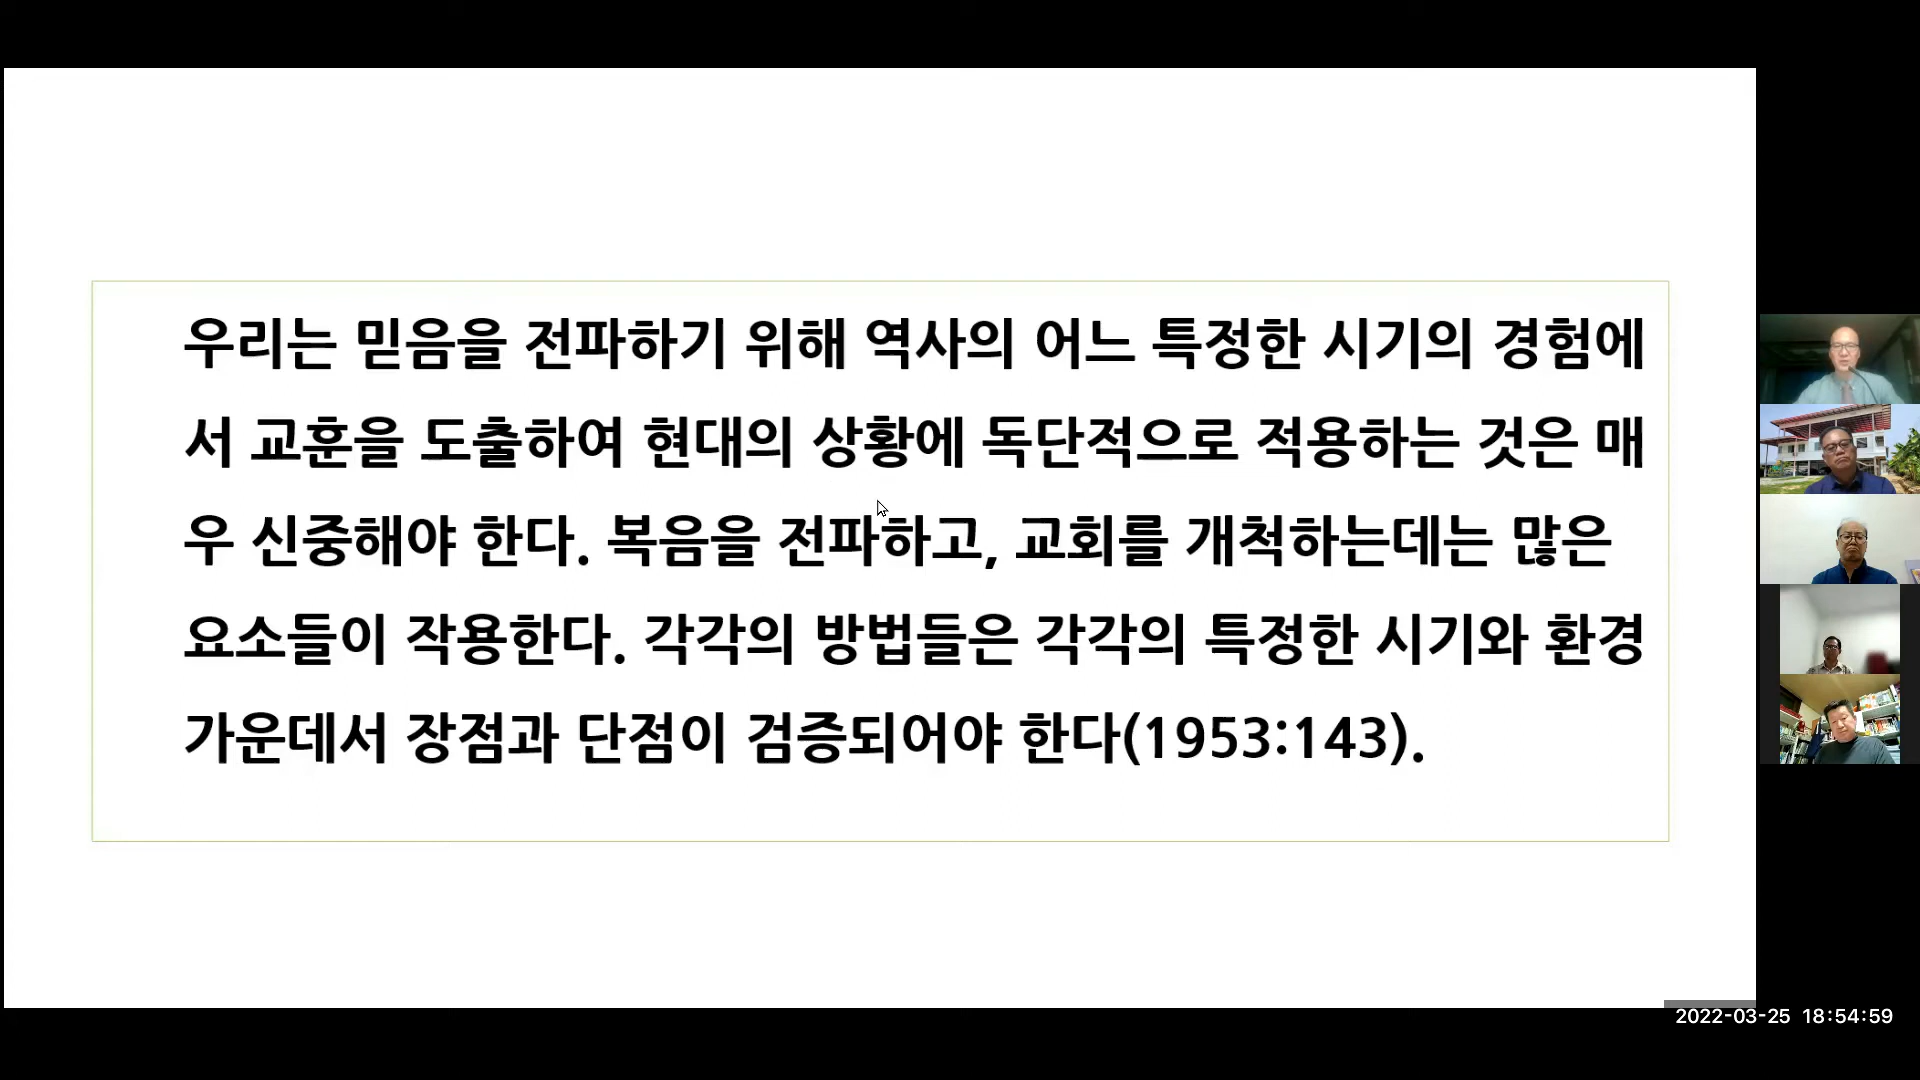 우리는 믿음을 전파하기 위해 역사의 어느 특정한 시기의 경험에
서 교훈을 도출하여 현대의 상황에 독단적으로 적용하는 것은 매
우 신중해야 한다. 복음을 전파하고, 교회를 개척하는데는 많은
요소들이 작용한다. 각각의 방법들은 각각의 특정한 시기와 환경
가운데서 장점과 단점이 검증되어야 한다(1953:143).
2022-03-25 18:54:59